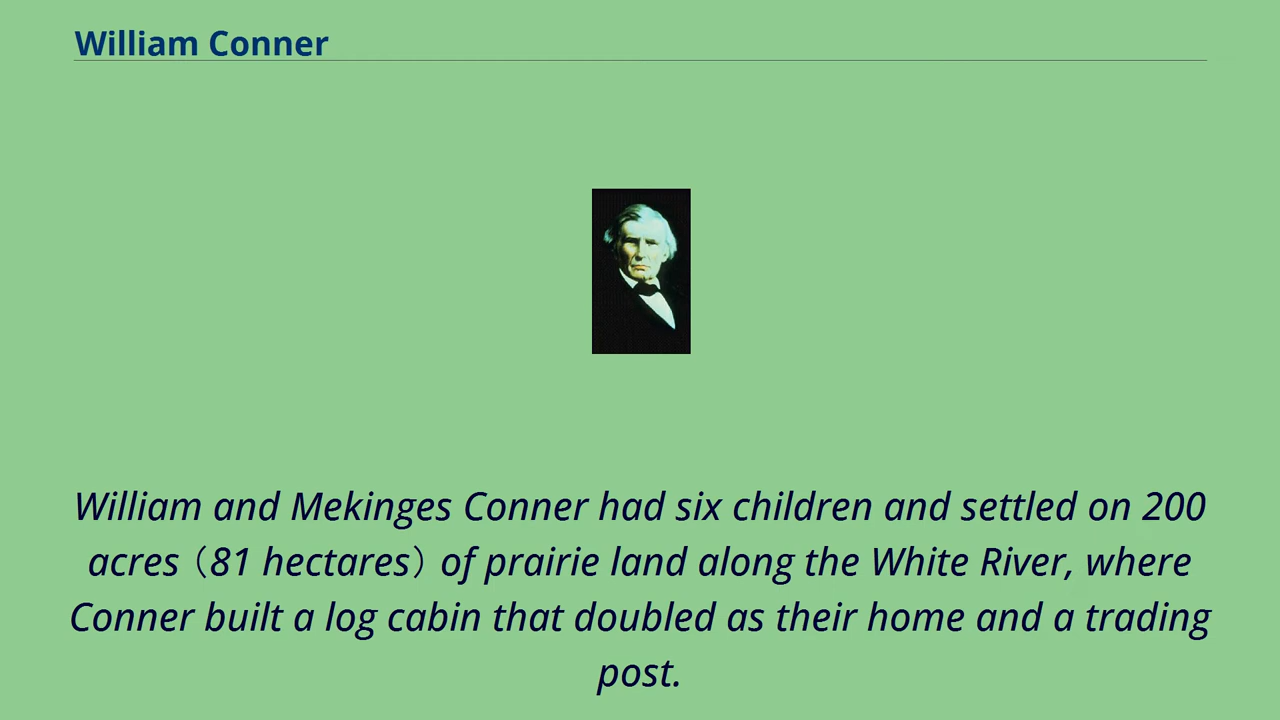 William Conner
William and Mekinges Conner had six children and settled on 200
acres（81 hectares）of prairie land along the White River, where
Conner built a log cabin that doubled as their home and a trading
post.